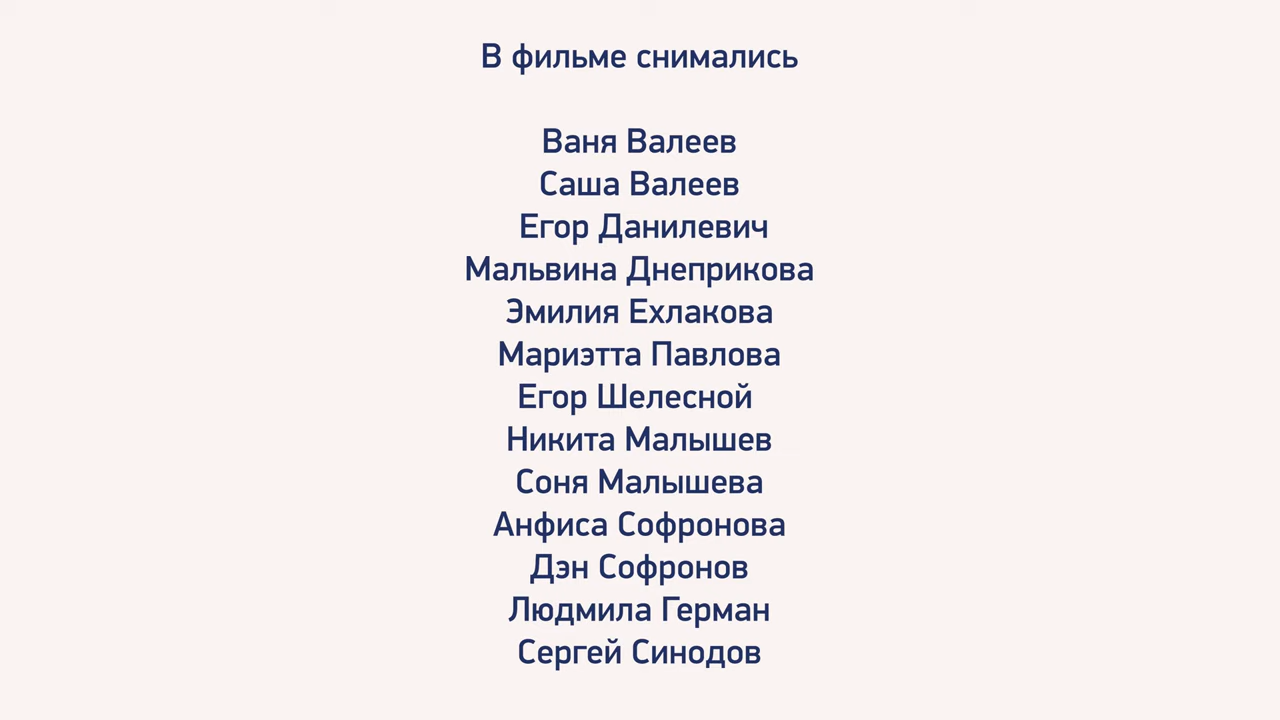 В фильме снимались
Ваня Валеев
Саша Валеев
Егор Данилевич
Мальвина Днеприкова
Эмилия Ехлакова
Мариэтта Павлова
Егор Шелесной
Никита Малышев
Соня Малышева
Анфиса Софронова
Дэн Софронов
Людмила Герман
Сергей Синодов